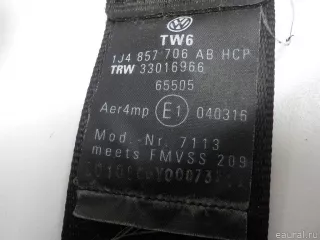 TW6
1J4 857 706 AB HCP
TRW 33016966
65505
Aer4mp E1 040316
Mod.-Nr. 7113
meets FMVSS 209
© eaural.ru